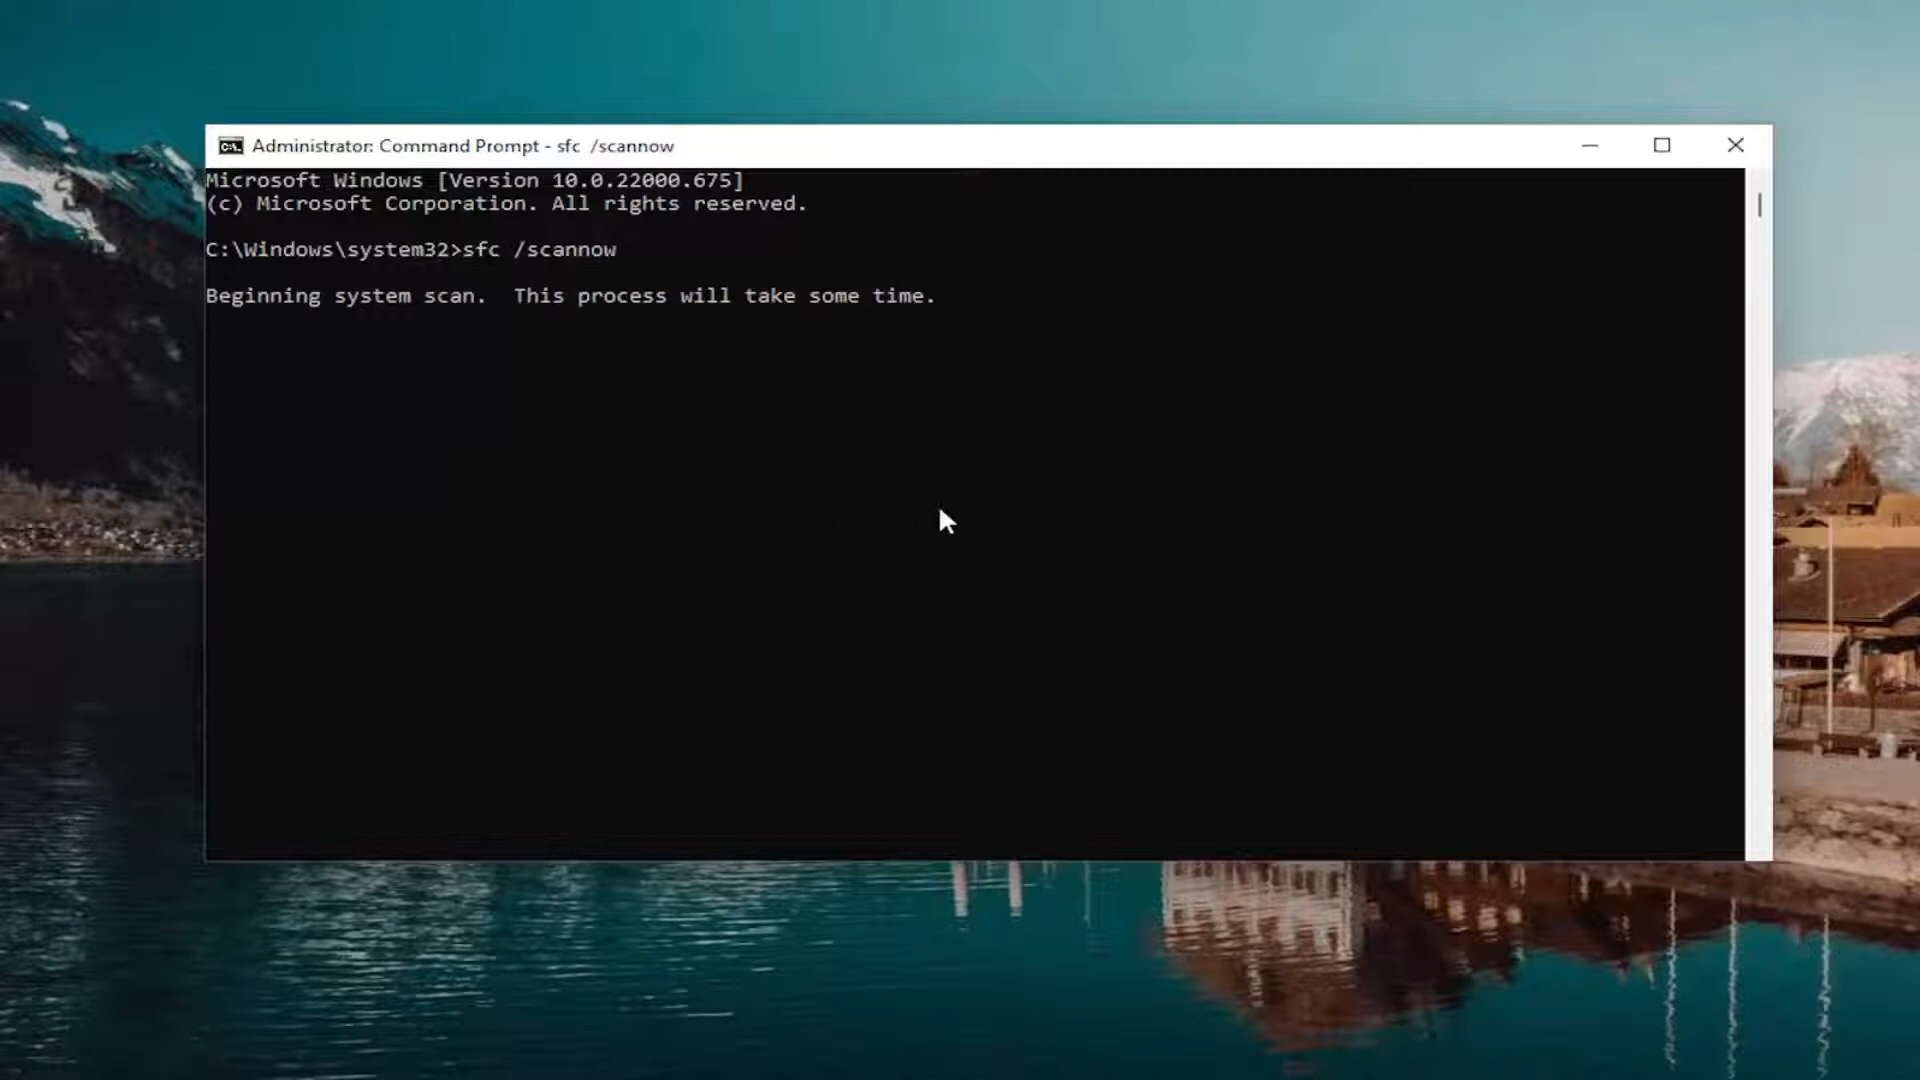 Administrator: Command Prompt - sfc  /scannow
Microsoft Windows [Version 10.0.22000.675]
(c) Microsoft Corporation. All rights reserved.
C:\Windows\system32>sfc /scannow
Beginning system scan.  This process will take some time.